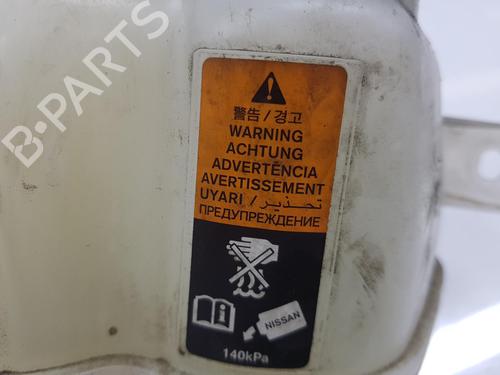 B-PARTS
警告 / 경고
WARNING
ACHTUNG
ADVERTÊNCIA
AVERTISSEMENT
UYARI / تحذير
ПРЕДУПРЕЖДЕНИЕ
NISSAN
140kPa